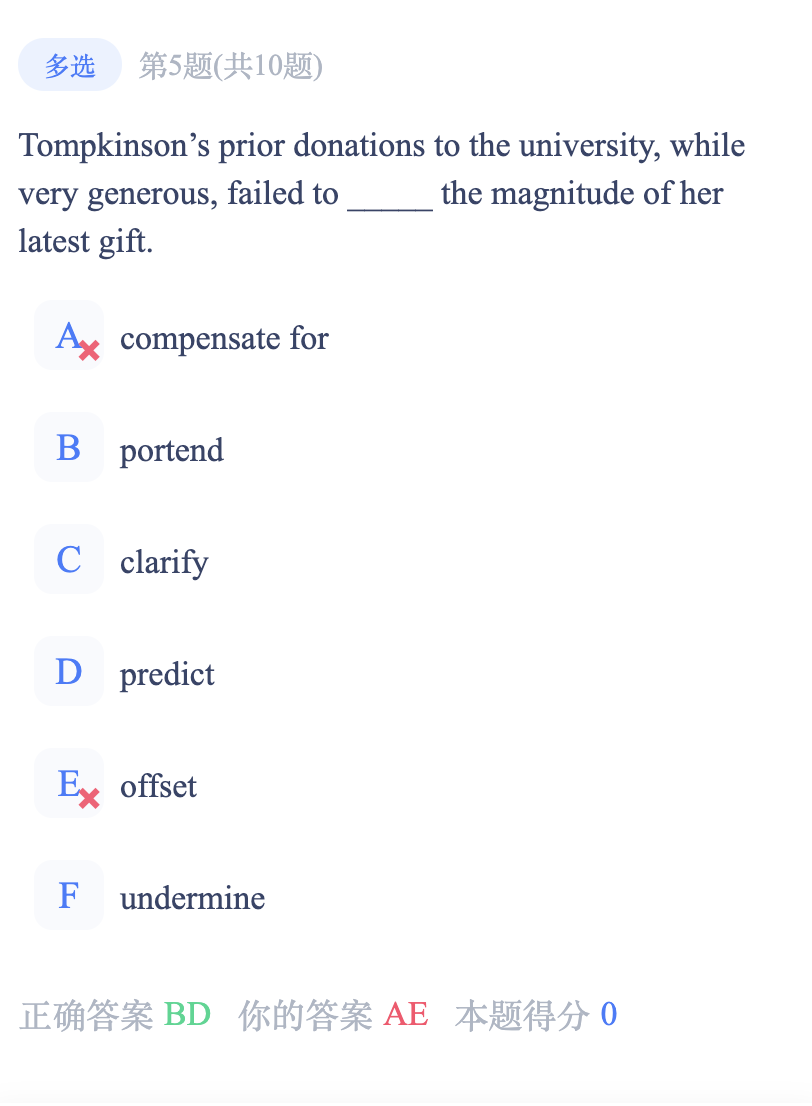 多选 第5题(共10题)
Tompkinson’s prior donations to the university, while
very generous, failed to _____ the magnitude of her
latest gift.
A compensate for
B portend
C clarify
D predict
E offset
F undermine
正确答案 BD 你的答案 AE 本题得分 0